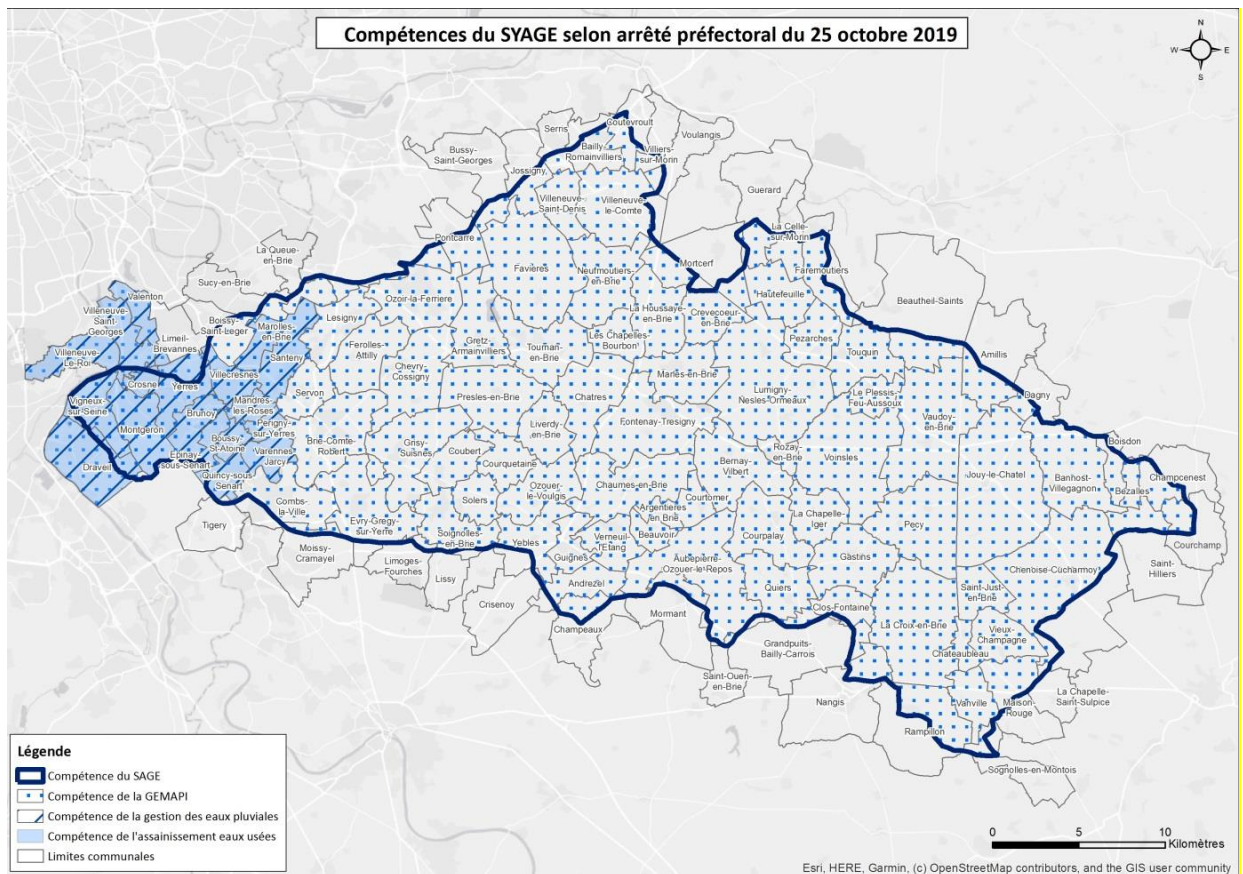 Compétences du SYAGE selon arrêté préfectoral du 25 octobre 2019
N
W
E
S
Coutevroult
Serris
Voulangis
Bussy-
Saint-Georges
Bailly
Romainvilliers
Villiers
-sur-Morin
Jossigny
Guerard
Villeneuve-
Saint-Denis
Villeneuve
-le-Comte
La Celle
-sur-Morin
Pontcarre
La Queue-
en-Brie
Mortcerf
Favières
Neufmoutiers
-en-Brie
Faremoutiers
Sucy-en-Brie
Valenton
Ozoir-la-Ferriere
Hautefeuille
Beautheil-Saints
Villeneuve-
Saint-
Georges
Boissy-
Saint-Leger
Marolles
-en-Brie
Lesigny
La Houssaye
-en-Brie
Crevecoeur
-en-Brie
Limeil-
Brevannes
Ferolles-
Attilly
Gretz-
Armainvilliers
Tournan
-en-Brie
Les Chapelles-
Bourbon
Pezarches
Villeneuve
-Le-Roi
Santeny
Touquin
Amillis
Chevry-
Cossigny
Marles-en-Brie
Crosne
Yerres
Villecresnes
Servon
Presles-en-Brie
Chatres
Lumigny-
Nesles-Ormeaux
Le Plessis-
Feu-Aussoux
Dagny
Vigneux-
sur-Seine
Brunoy
Mandres
-les-Roses
Perigny
-sur-Yerres
Liverdy
-en-Brie
Fontenay-Tresigny
Vaudoy
-en-Brie
Montgeron
Boussy
-St-Atoine
Varennes
-Jarcy
Brie-Comte-
Robert
Grisy-
Suisnes
Coubert
Courquetaine
Bernay
-Vilbert
Rozay
-en-Brie
Voinsles
Boisdon
Draveil
Epinay
-sous-Senart
Quincy-sous
-Senart
Jouy-le-Chatel
Banhost-
Villegagnon
Champcenest
Bezalles
Combs-
la-Ville
Solers
Ozouer
-le-Voulgis
Chaumes-en-Brie
Courtomer
Argentieres
-en-Brie
La Chapelle-
Iger
Pecy
Tigery
Evry-Gregy-
sur-Yerre
Soignolles
-en-Brie
Yebles
Verneuil
-l'Etang
Beauvoir
Courpalay
Courchamp
Moissy-
Cramayel
Limoges-
Fourches
Lissy
Guignes
Aubepierre-
Ozouer-le-Repos
Gastins
Saint-
Hilliers
Chenoise-Cucharmoy
Andrezel
Quiers
Saint-Just
-en-Brie
Crisenoy
Mormant
Clos-Fontaine
Champeaux
La Croix-en-Brie
Vieux-
Champagne
Grandpuits-
Bailly-Carrois
Chateaubleau
Saint-Ouen-
en-Brie
Nangis
Vanville
Maison-
Rouge
La Chapelle-
Saint-Sulpice
Rampillon
Sognolles-en-Montois
Légende
Compétence du SAGE
Compétence de la GEMAPI
Compétence de la gestion des eaux pluviales
Compétence de l'assainissement eaux usées
Limites communales
0 5 10
Kilomètres
Esri, HERE, Garmin, (c) OpenStreetMap contributors, and the GIS user community